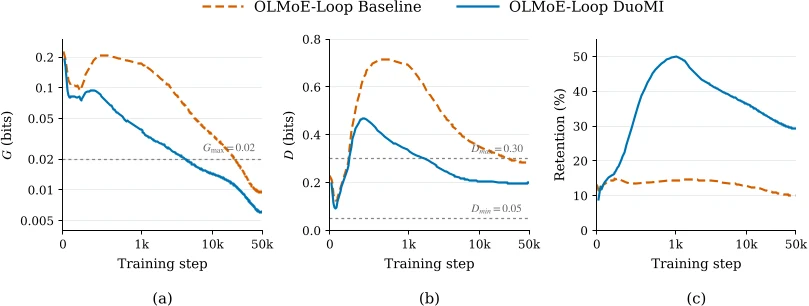 OLMoE-Loop Baseline OLMoE-Loop DuoMI
G (bits)
0.2
0.1
0.05
0.02
0.01
0.005
G_max=0.02
0 1k 10k 50k
Training step
(a)
D (bits)
0.8
0.6
0.4
0.2
0.0
D_max=0.30
D_min=0.05
0 1k 10k 50k
Training step
(b)
Retention (%)
50
40
30
20
10
0
0 1k 10k 50k
Training step
(c)